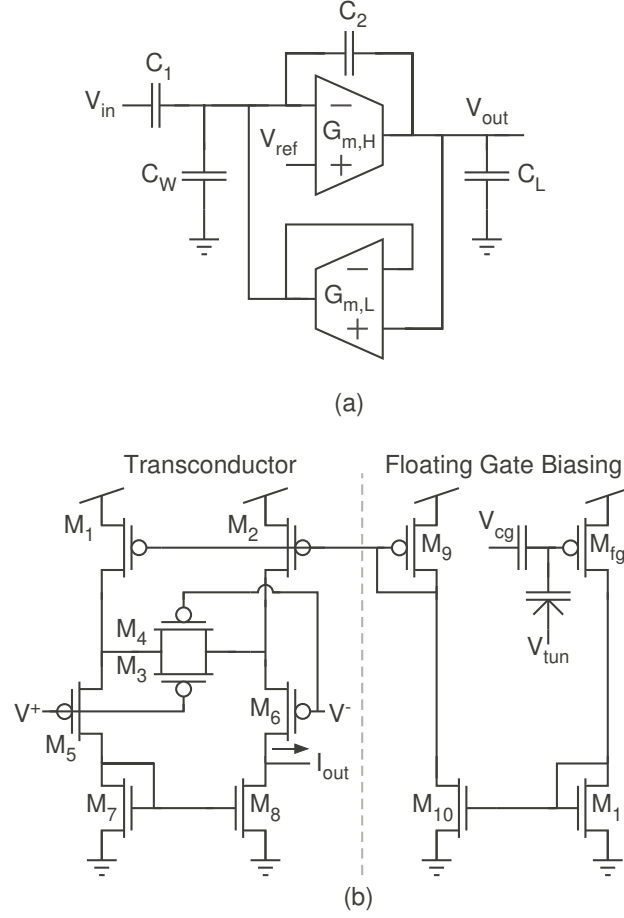 C2
C1
Vin
Vout
Gm,H
Vref
CW
CL
Gm,L
(a)
Transconductor
Floating Gate Biasing
M1
M2
M9
Vcg
Mfg
M4
Vtun
M3
V+
M6
V-
M5
Iout
M7
M8
M10
M1
(b)